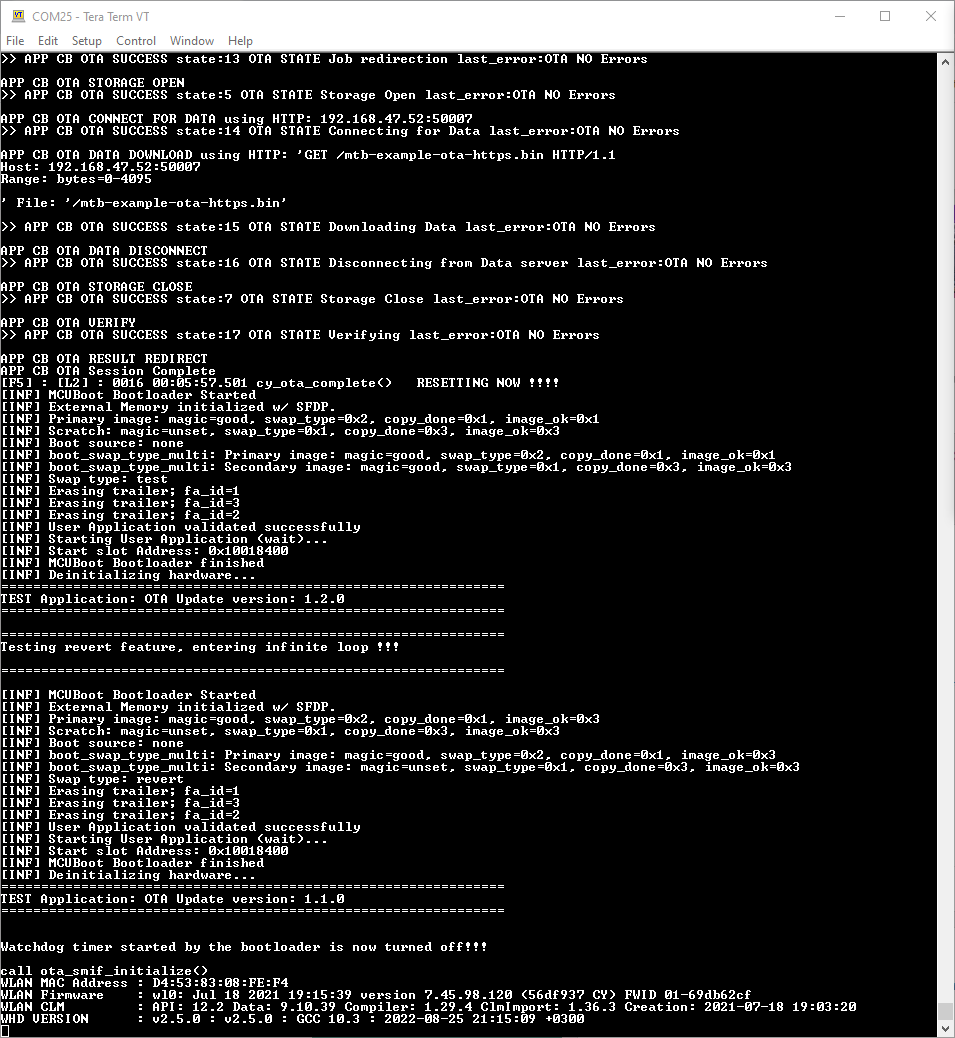 COM25 - Tera Term VT
File Edit Setup Control Window Help
>> APP CB OTA SUCCESS state:13 OTA STATE Job redirection last_error:OTA NO Errors
APP CB OTA STORAGE OPEN
>> APP CB OTA SUCCESS state:5 OTA STATE Storage Open last_error:OTA NO Errors
APP CB OTA CONNECT FOR DATA using HTTP: 192.168.47.52:50007
>> APP CB OTA SUCCESS state:14 OTA STATE Connecting for Data last_error:OTA NO Errors
APP CB OTA DATA DOWNLOAD using HTTP: 'GET /mtb-example-ota-https.bin HTTP/1.1
Host: 192.168.47.52:50007
Range: bytes=0-4095
' File: '/mtb-example-ota-https.bin'
>> APP CB OTA SUCCESS state:15 OTA STATE Downloading Data last_error:OTA NO Errors
APP CB OTA DATA DISCONNECT
>> APP CB OTA SUCCESS state:16 OTA STATE Disconnecting from Data server last_error:OTA NO Errors
APP CB OTA STORAGE CLOSE
>> APP CB OTA SUCCESS state:7 OTA STATE Storage Close last_error:OTA NO Errors
APP CB OTA VERIFY
>> APP CB OTA SUCCESS state:17 OTA STATE Verifying last_error:OTA NO Errors
APP CB OTA RESULT REDIRECT
APP CB OTA Session Complete
[F5] : [L2] : 0016 00:05:57.501 cy_ota_complete()   RESETTING NOW !!!!
[INF] MCUBoot Bootloader Started
[INF] External Memory initialized w/ SFDP.
[INF] Primary image: magic=good, swap_type=0x2, copy_done=0x1, image_ok=0x1
[INF] Scratch: magic=unset, swap_type=0x1, copy_done=0x3, image_ok=0x3
[INF] Boot source: none
[INF] boot_swap_type_multi: Primary image: magic=good, swap_type=0x2, copy_done=0x1, image_ok=0x1
[INF] boot_swap_type_multi: Secondary image: magic=good, swap_type=0x1, copy_done=0x3, image_ok=0x3
[INF] Swap type: test
[INF] Erasing trailer; fa_id=1
[INF] Erasing trailer; fa_id=3
[INF] Erasing trailer; fa_id=2
[INF] User Application validated successfully
[INF] Starting User Application (wait)...
[INF] Start slot Address: 0x10018400
[INF] MCUBoot Bootloader finished
[INF] Deinitializing hardware...
===============================================================
TEST Application: OTA Update version: 1.2.0
===============================================================
===============================================================
Testing revert feature, entering infinite loop !!!
===============================================================
[INF] MCUBoot Bootloader Started
[INF] External Memory initialized w/ SFDP.
[INF] Primary image: magic=good, swap_type=0x2, copy_done=0x1, image_ok=0x3
[INF] Scratch: magic=unset, swap_type=0x1, copy_done=0x3, image_ok=0x3
[INF] Boot source: none
[INF] boot_swap_type_multi: Primary image: magic=good, swap_type=0x2, copy_done=0x1, image_ok=0x3
[INF] boot_swap_type_multi: Secondary image: magic=unset, swap_type=0x1, copy_done=0x3, image_ok=0x3
[INF] Swap type: revert
[INF] Erasing trailer; fa_id=1
[INF] Erasing trailer; fa_id=3
[INF] Erasing trailer; fa_id=2
[INF] User Application validated successfully
[INF] Starting User Application (wait)...
[INF] Start slot Address: 0x10018400
[INF] MCUBoot Bootloader finished
[INF] Deinitializing hardware...
===============================================================
TEST Application: OTA Update version: 1.1.0
===============================================================
Watchdog timer started by the bootloader is now turned off!!!
call ota_smif_initialize()
WLAN MAC Address : D4:53:83:08:FE:F4
WLAN Firmware    : wl0: Jul 18 2021 19:15:39 version 7.45.98.120 (56df937 CY) FWID 01-69db62cf
WLAN CLM         : API: 12.2 Data: 9.10.39 Compiler: 1.29.4 ClmImport: 1.36.3 Creation: 2021-07-18 19:03:20
WHD VERSION      : v2.5.0 : v2.5.0 : GCC 10.3 : 2022-08-25 21:15:09 +0300